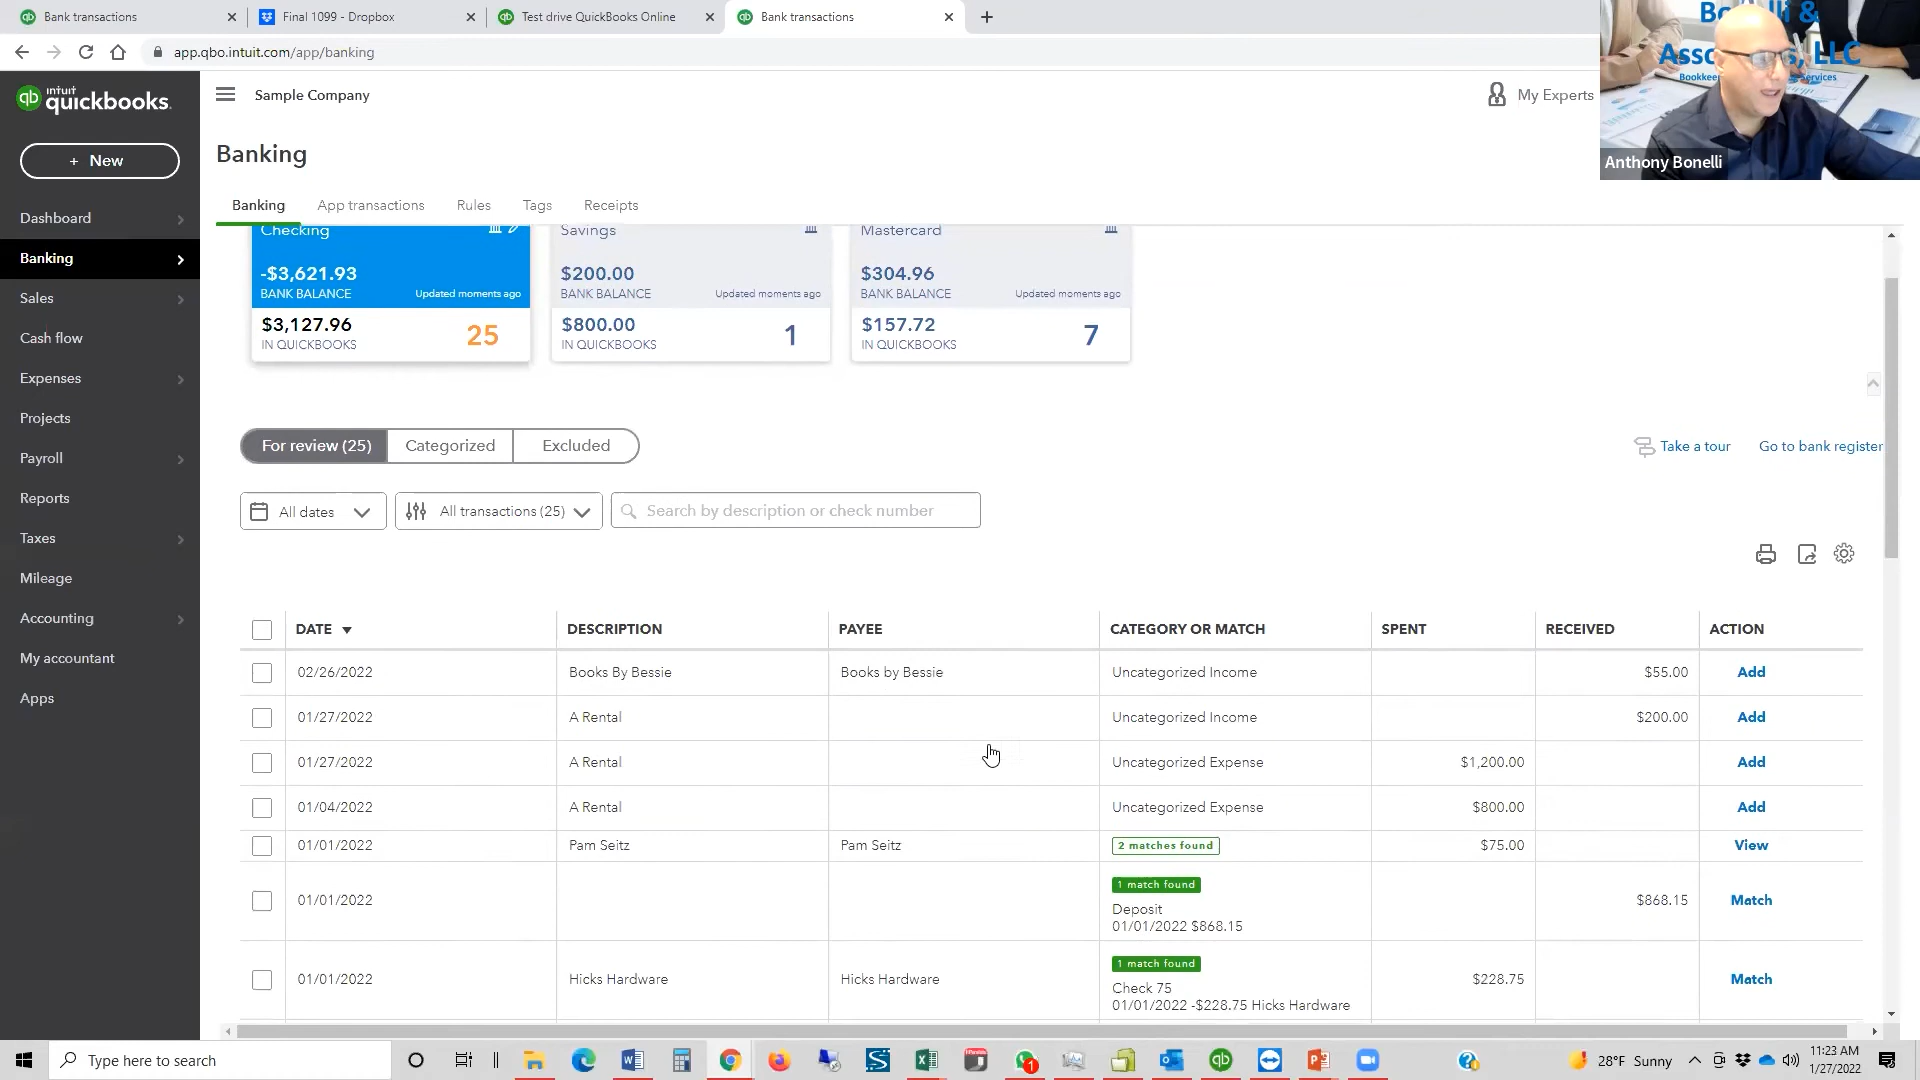 Bank transactions
Final 1099 - Dropbox
Test drive QuickBooks Online
Bank transactions
app.qbo.intuit.com/app/banking
intuit
quickbooks.
Sample Company
My Experts
LLC
Anthony Bonelli
+ New
Dashboard
Banking
Sales
Cash flow
Expenses
Projects
Payroll
Reports
Taxes
Mileage
Accounting
My accountant
Apps
Banking
Banking App transactions Rules Tags Receipts
Checking
-$3,621.93
BANK BALANCE Updated moments ago
$3,127.96
IN QUICKBOOKS
25
Savings
$200.00
BANK BALANCE Updated moments ago
$800.00
IN QUICKBOOKS
1
Mastercard
$304.96
BANK BALANCE Updated moments ago
$157.72
IN QUICKBOOKS
7
For review (25) Categorized Excluded
Take a tour Go to bank register
All dates All transactions (25) Search by description or check number
DATE DESCRIPTION PAYEE CATEGORY OR MATCH SPENT RECEIVED ACTION
02/26/2022 Books By Bessie Books by Bessie Uncategorized Income $55.00 Add
01/27/2022 A Rental Uncategorized Income $200.00 Add
01/27/2022 A Rental Uncategorized Expense $1,200.00 Add
01/04/2022 A Rental Uncategorized Expense $800.00 Add
01/01/2022 Pam Seitz Pam Seitz 2 matches found $75.00 View
1 match found
01/01/2022 Deposit $868.15 Match
01/01/2022 $868.15
1 match found
01/01/2022 Hicks Hardware Hicks Hardware Check 75 $228.75 Match
01/01/2022 -$228.75 Hicks Hardware
Type here to search
28°F Sunny
11:23 AM
1/27/2022